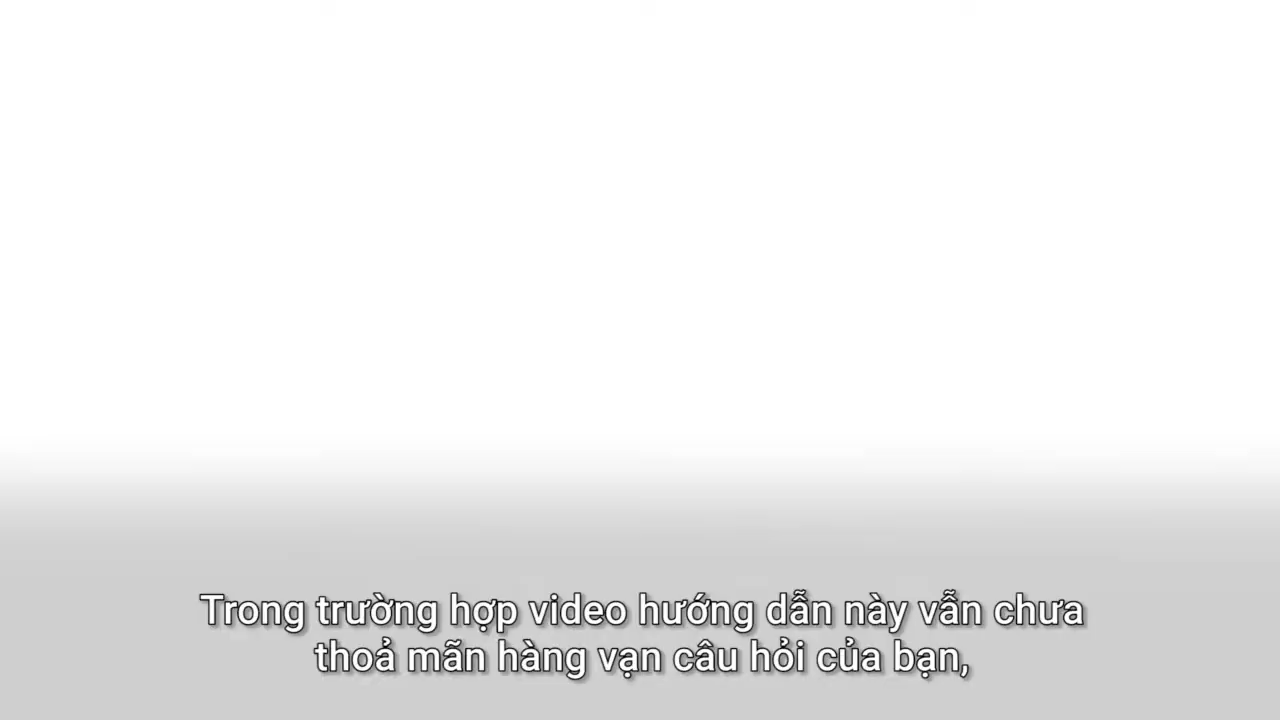 Trong trường hợp video hướng dẫn này vẫn chưa
thoả mãn hàng vạn câu hỏi của bạn,